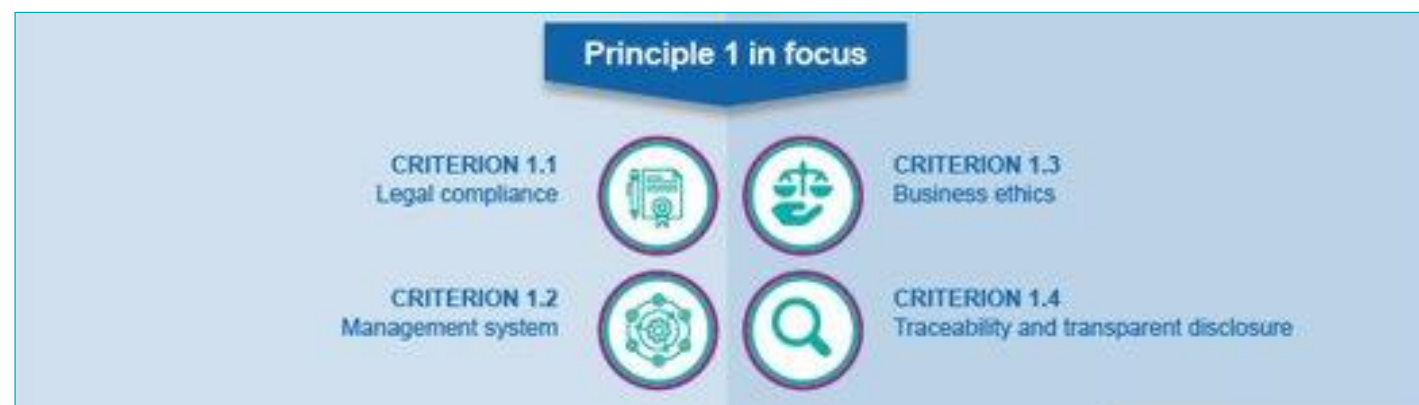 Principle 1 in focus
CRITERION 1.1
Legal compliance
CRITERION 1.2
Management system
CRITERION 1.3
Business ethics
CRITERION 1.4
Traceability and transparent disclosure